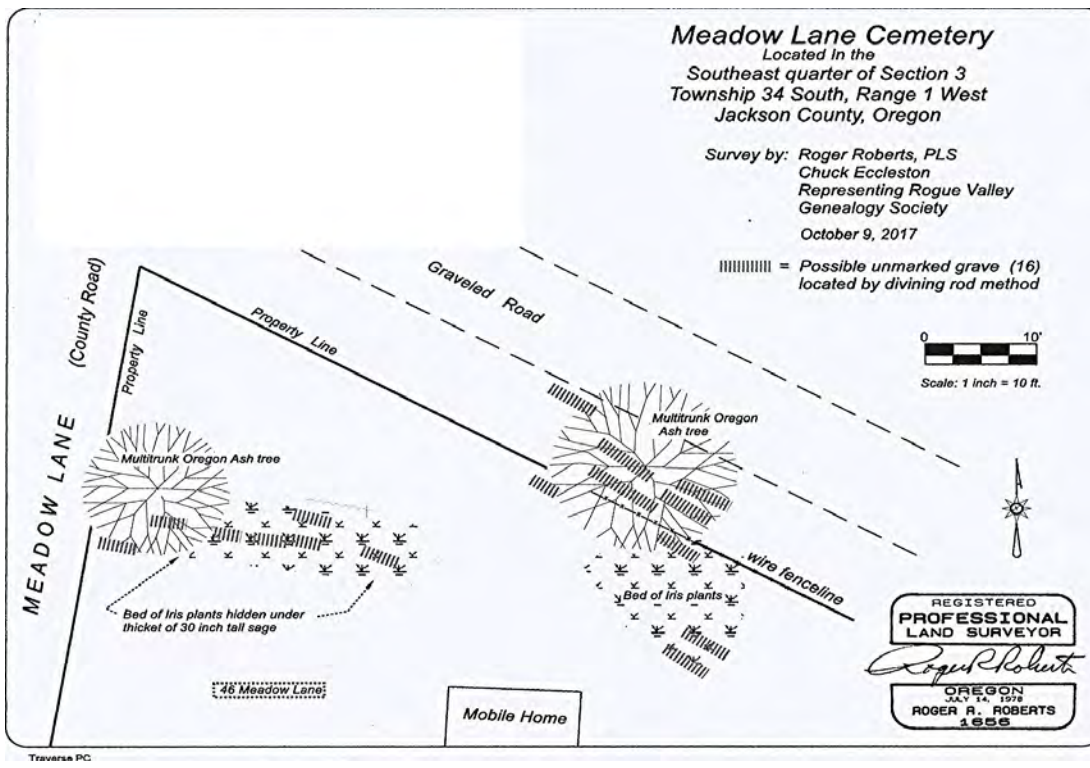 Meadow Lane Cemetery
Located In the
Southeast quarter of Section 3
Township 34 South, Range 1 West
Jackson County, Oregon
Survey by: Roger Roberts, PLS
Chuck Eccleston
Representing Rogue Valley
Genealogy Society
October 9, 2017
= Possible unmarked grave (16)
located by divining rod method
0 10'
Scale: 1 inch = 10 ft.
Graveled Road
Property Line
(County Road)
Property Line
MEADOW LANE
Multitrunk Oregon Ash tree
Multitrunk Oregon
Ash tree
wire fenceline
Bed of Iris plants
Bed of Iris plants hidden under
thicket of 30 inch tall sage
46 Meadow Lane
Mobile Home
REGISTERED
PROFESSIONAL
LAND SURVEYOR
Roger R Roberts
OREGON
JULY 14, 1978
ROGER R. ROBERTS
1656
Traverse PC